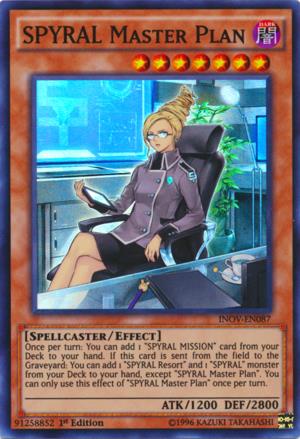 SPYRAL Master Plan
DARK
闇
INOV-EN087
[Spellcaster/Effect]
Once per turn: You can add 1 "SPYRAL MISSION" card from your
Deck to your hand. If this card is sent from the field to the
Graveyard: You can add 1 "SPYRAL Resort" and 1 "SPYRAL"
monster from your Deck to your hand, except "SPYRAL Master Plan". You
can only use this effect of "SPYRAL Master Plan" once per turn.
ATK/1200 DEF/2800
91258852 1st Edition ©1996 KAZUKI TAKAHASHI